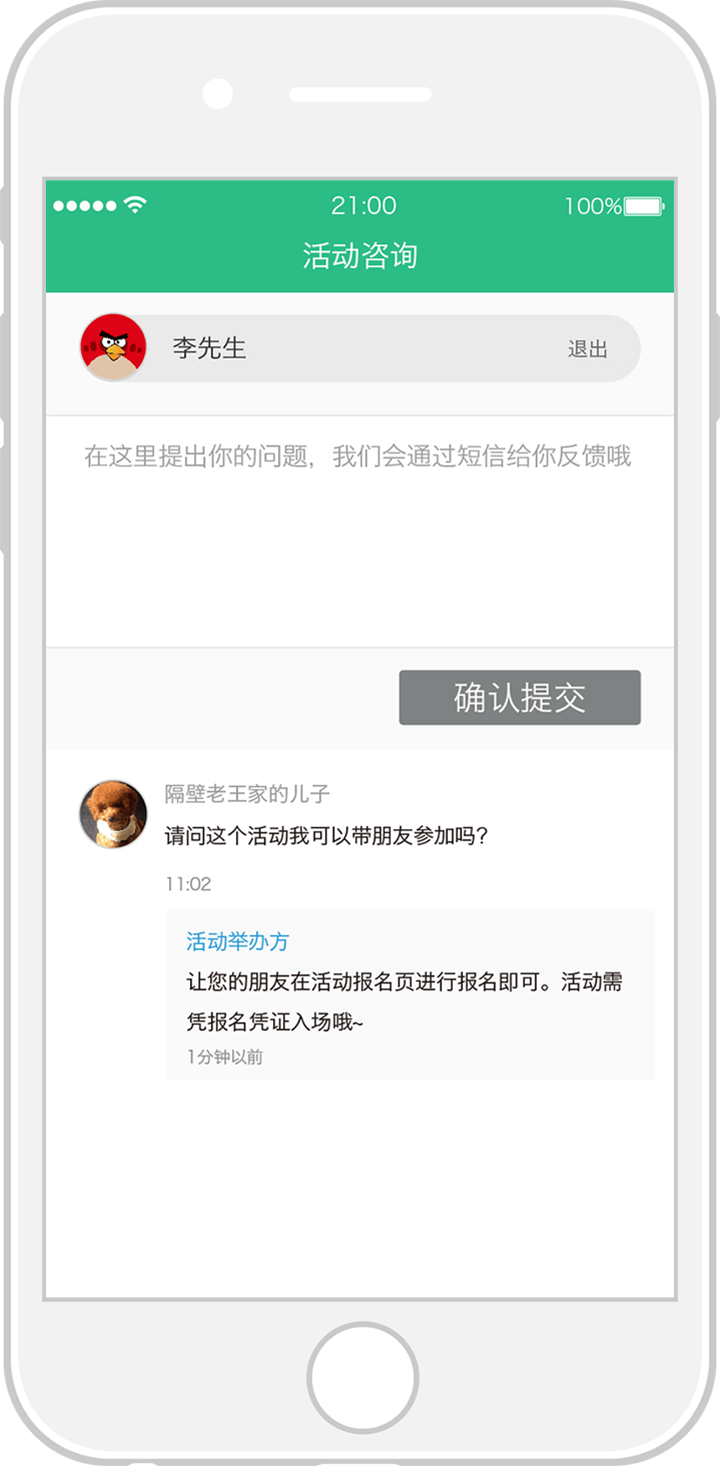 21:00
100%
活动咨询
李先生
退出
在这里提出你的问题，我们会通过短信给你反馈哦
确认提交
隔壁老王家的儿子
请问这个活动我可以带朋友参加吗？
11:02
活动举办方
让您的朋友在活动报名页进行报名即可。活动需
凭报名凭证入场哦~
1分钟以前